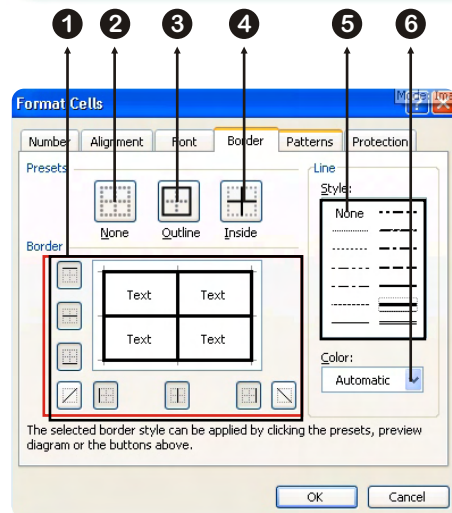 1 2 3 4 5 6
Format Cells
Mode: Ima
Number Alignment Font Border Patterns Protection
Presets
None Outline Inside
Border
Text Text
Text Text
Line
Style:
None
Color:
Automatic
The selected border style can be applied by clicking the presets, preview
diagram or the buttons above.
OK Cancel